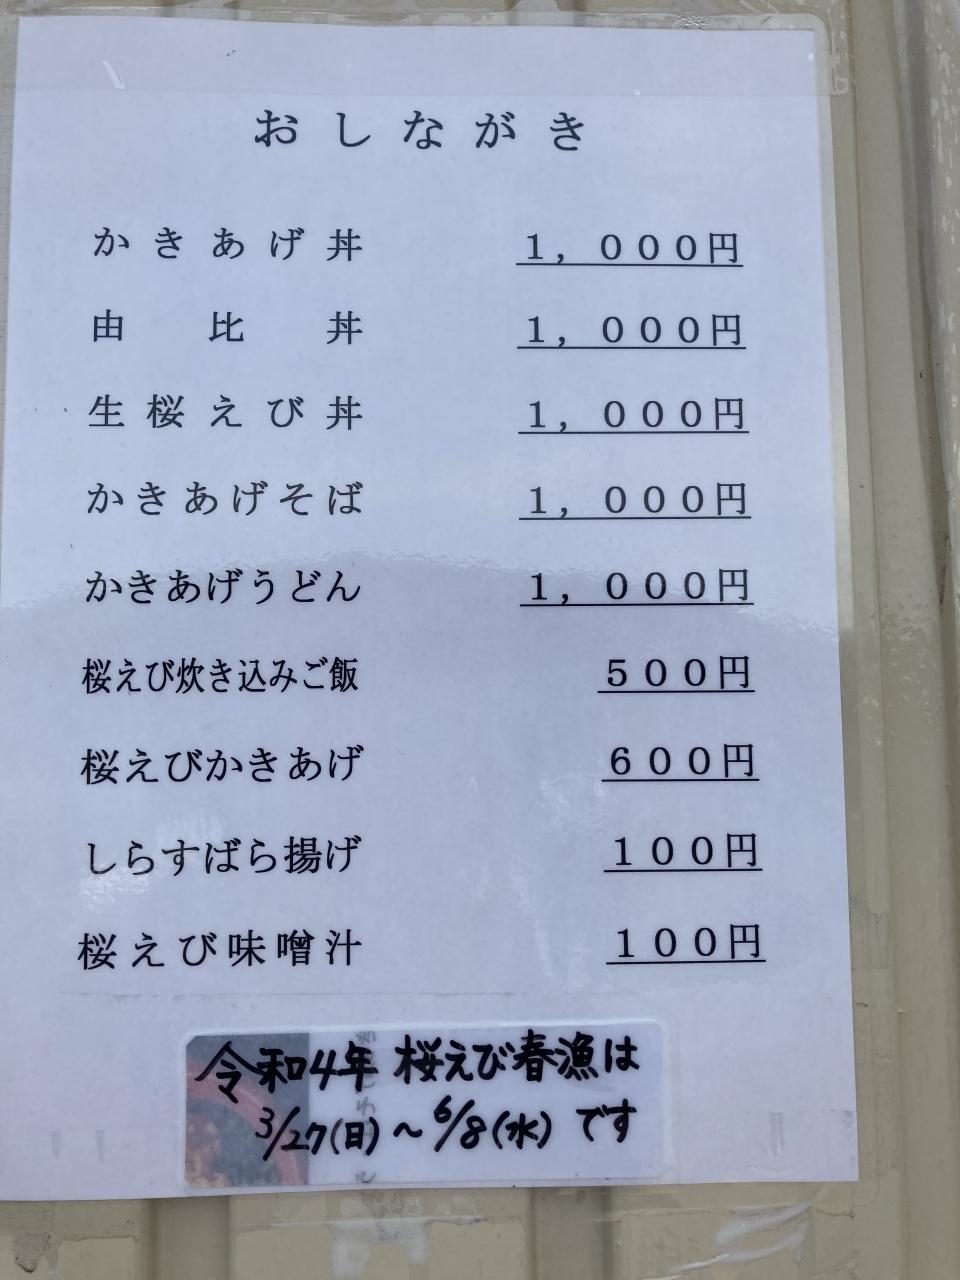 おしながき
かきあげ丼 １，０００円
由比丼 １，０００円
生桜えび丼 １，０００円
かきあげそば １，０００円
かきあげうどん １，０００円
桜えび炊き込みご飯 ５００円
桜えびかきあげ ６００円
しらすばら揚げ １００円
桜えび味噌汁 １００円
令和4年 桜えび春漁は
3/27(日)～6/8(水)です